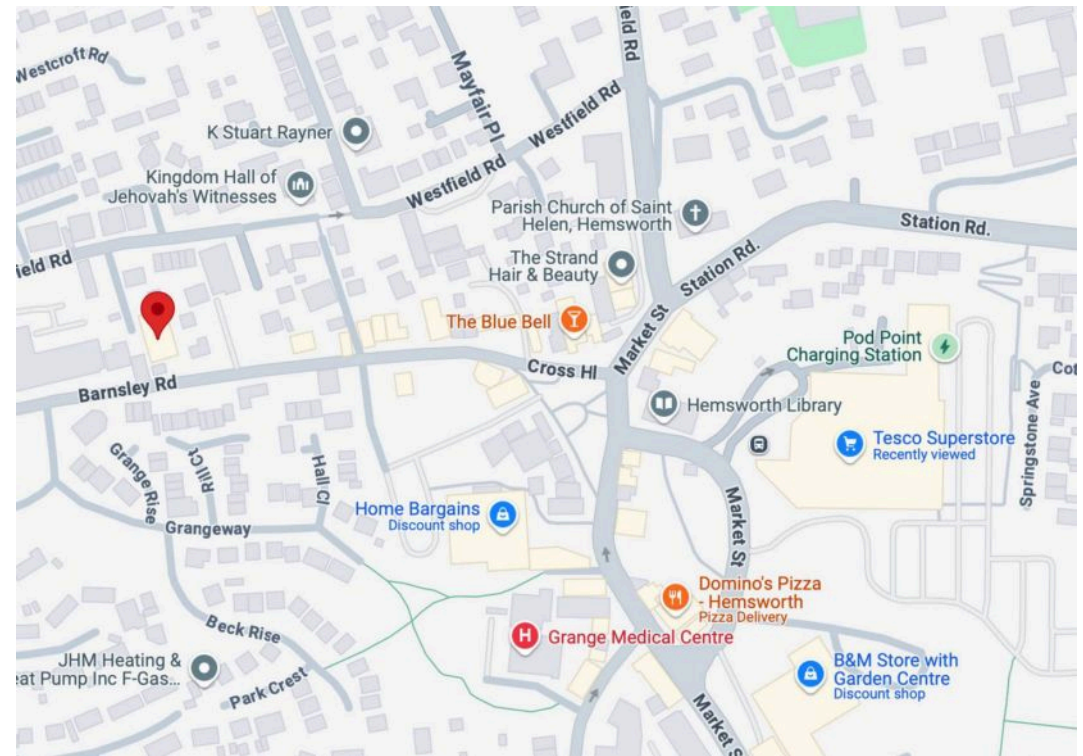 Westcroft Rd
K Stuart Rayner
Mayfair Pl
Westfield Rd
ield Rd
Kingdom Hall of
Jehovah's Witnesses
Westfield Rd
Parish Church of Saint
Helen, Hemsworth
Station Rd.
Station Rd.
ield Rd
The Strand
Hair & Beauty
The Blue Bell
Market St
Pod Point
Charging Station
Cross Hl
Cot
Barnsley Rd
Hemsworth Library
Tesco Superstore
Recently viewed
Springstone Ave
Grange Rise
Rill Ct
Hall Cl
Home Bargains
Discount shop
Market St
Grangeway
Domino's Pizza
- Hemsworth
Pizza Delivery
Beck Rise
H
Grange Medical Centre
JHM Heating &
eat Pump Inc F-Gas...
Park Crest
B&M Store with
Garden Centre
Discount shop
Market S